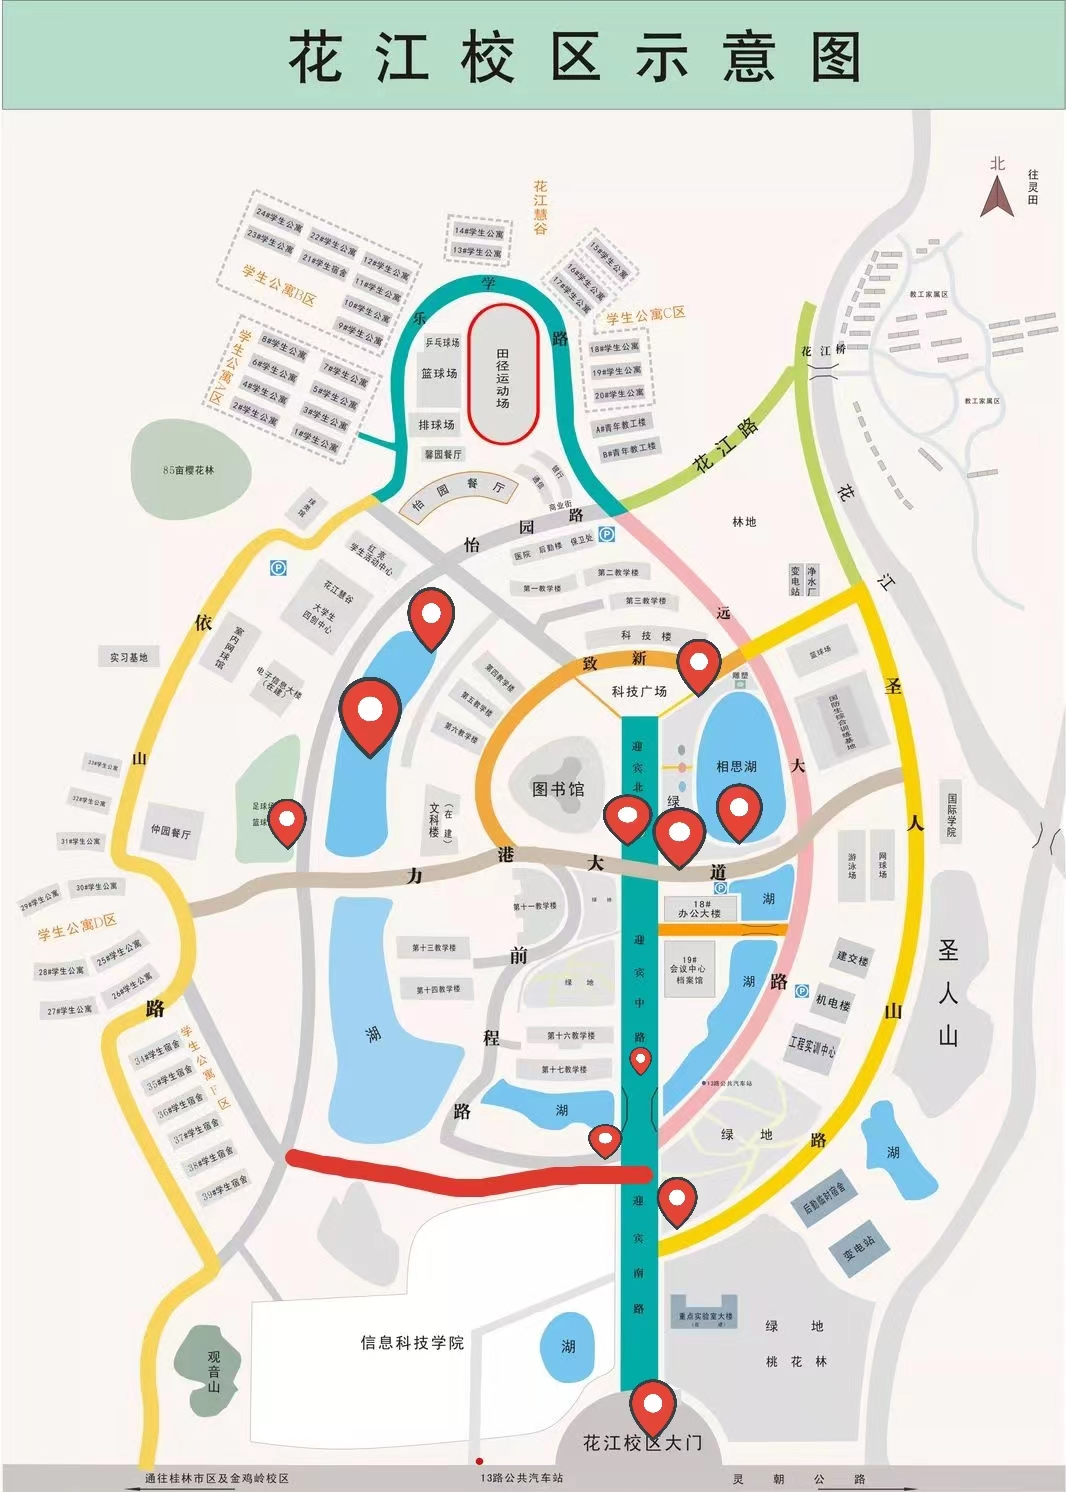 花江校区示意图
北
往灵田
花江慧谷
24#学生公寓
23#学生公寓
22#学生公寓
21#学生宿舍
12#学生公寓
11#学生公寓
10#学生公寓
9#学生公寓
学生公寓B区
14#学生公寓
13#学生公寓
15#学生公寓
16#学生公寓
17#学生公寓
学生公寓C区
18#学生公寓
19#学生公寓
20#学生公寓
A#青年教工楼
B#青年教工楼
学生公寓A区
8#学生公寓
6#学生公寓
4#学生公寓
2#学生公寓
7#学生公寓
5#学生公寓
3#学生公寓
1#学生公寓
乐学路
乒乓球场
篮球场
排球场
田径运动场
馨园餐厅
怡园餐厅
通信
银行
商业街
教工家属区
教工家属区
花江桥
花江路
花江
85亩樱花林
林地
怡园路
医院
后勤楼
保卫处
P
P
红亮
学生活动中心
花江慧谷
大学生
四创中心
第一教学楼
第二教学楼
第三教学楼
科技楼
变电站
净水厂
依山路
室内网球馆
电子信息大楼
(在建)
实习基地
第四教学楼
第五教学楼
第六教学楼
致新
科技广场
雕塑
远大路
篮球场
国防生综合训练基地
圣人山路
33#学生公寓
32#学生公寓
31#学生公寓
仲园餐厅
足球场
文科楼
(在建)
图书馆
迎宾北
绿
相思湖
国际学院
游泳场
网球场
力港大道
P
29#学生公寓
30#学生公寓
学生公寓D区
28#学生公寓
27#学生公寓
25#学生公寓
26#学生公寓
第十一教学楼
绿地
18#
办公大楼
湖
第十三教学楼
第十四教学楼
前程路
绿地
迎宾中路
19#
会议中心
档案馆
湖
P
建交楼
机电楼
工程实训中心
圣人山
湖
第十六教学楼
第十七教学楼
湖
13路公共汽车站
绿地
34#学生宿舍
35#学生宿舍
36#学生宿舍
37#学生宿舍
38#学生宿舍
39#学生宿舍
湖
后勤临时宿舍
变电站
迎宾南路
重点实验室大楼
信息科技学院
湖
绿地
桃花林
观音山
花江校区大门
通往桂林市区及金鸡岭校区
13路公共汽车站
灵朝公路